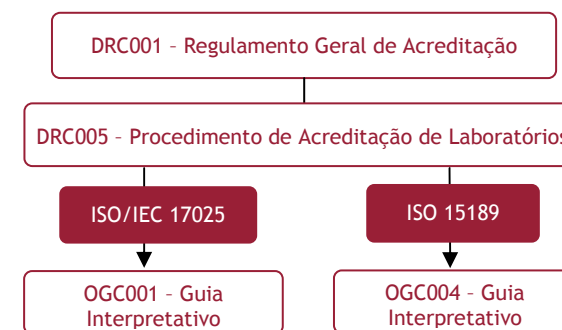 DRC001 – Regulamento Geral de Acreditação
DRC005 – Procedimento de Acreditação de Laboratórios
ISO/IEC 17025
ISO 15189
OGC001 – Guia
Interpretativo
OGC004 – Guia
Interpretativo